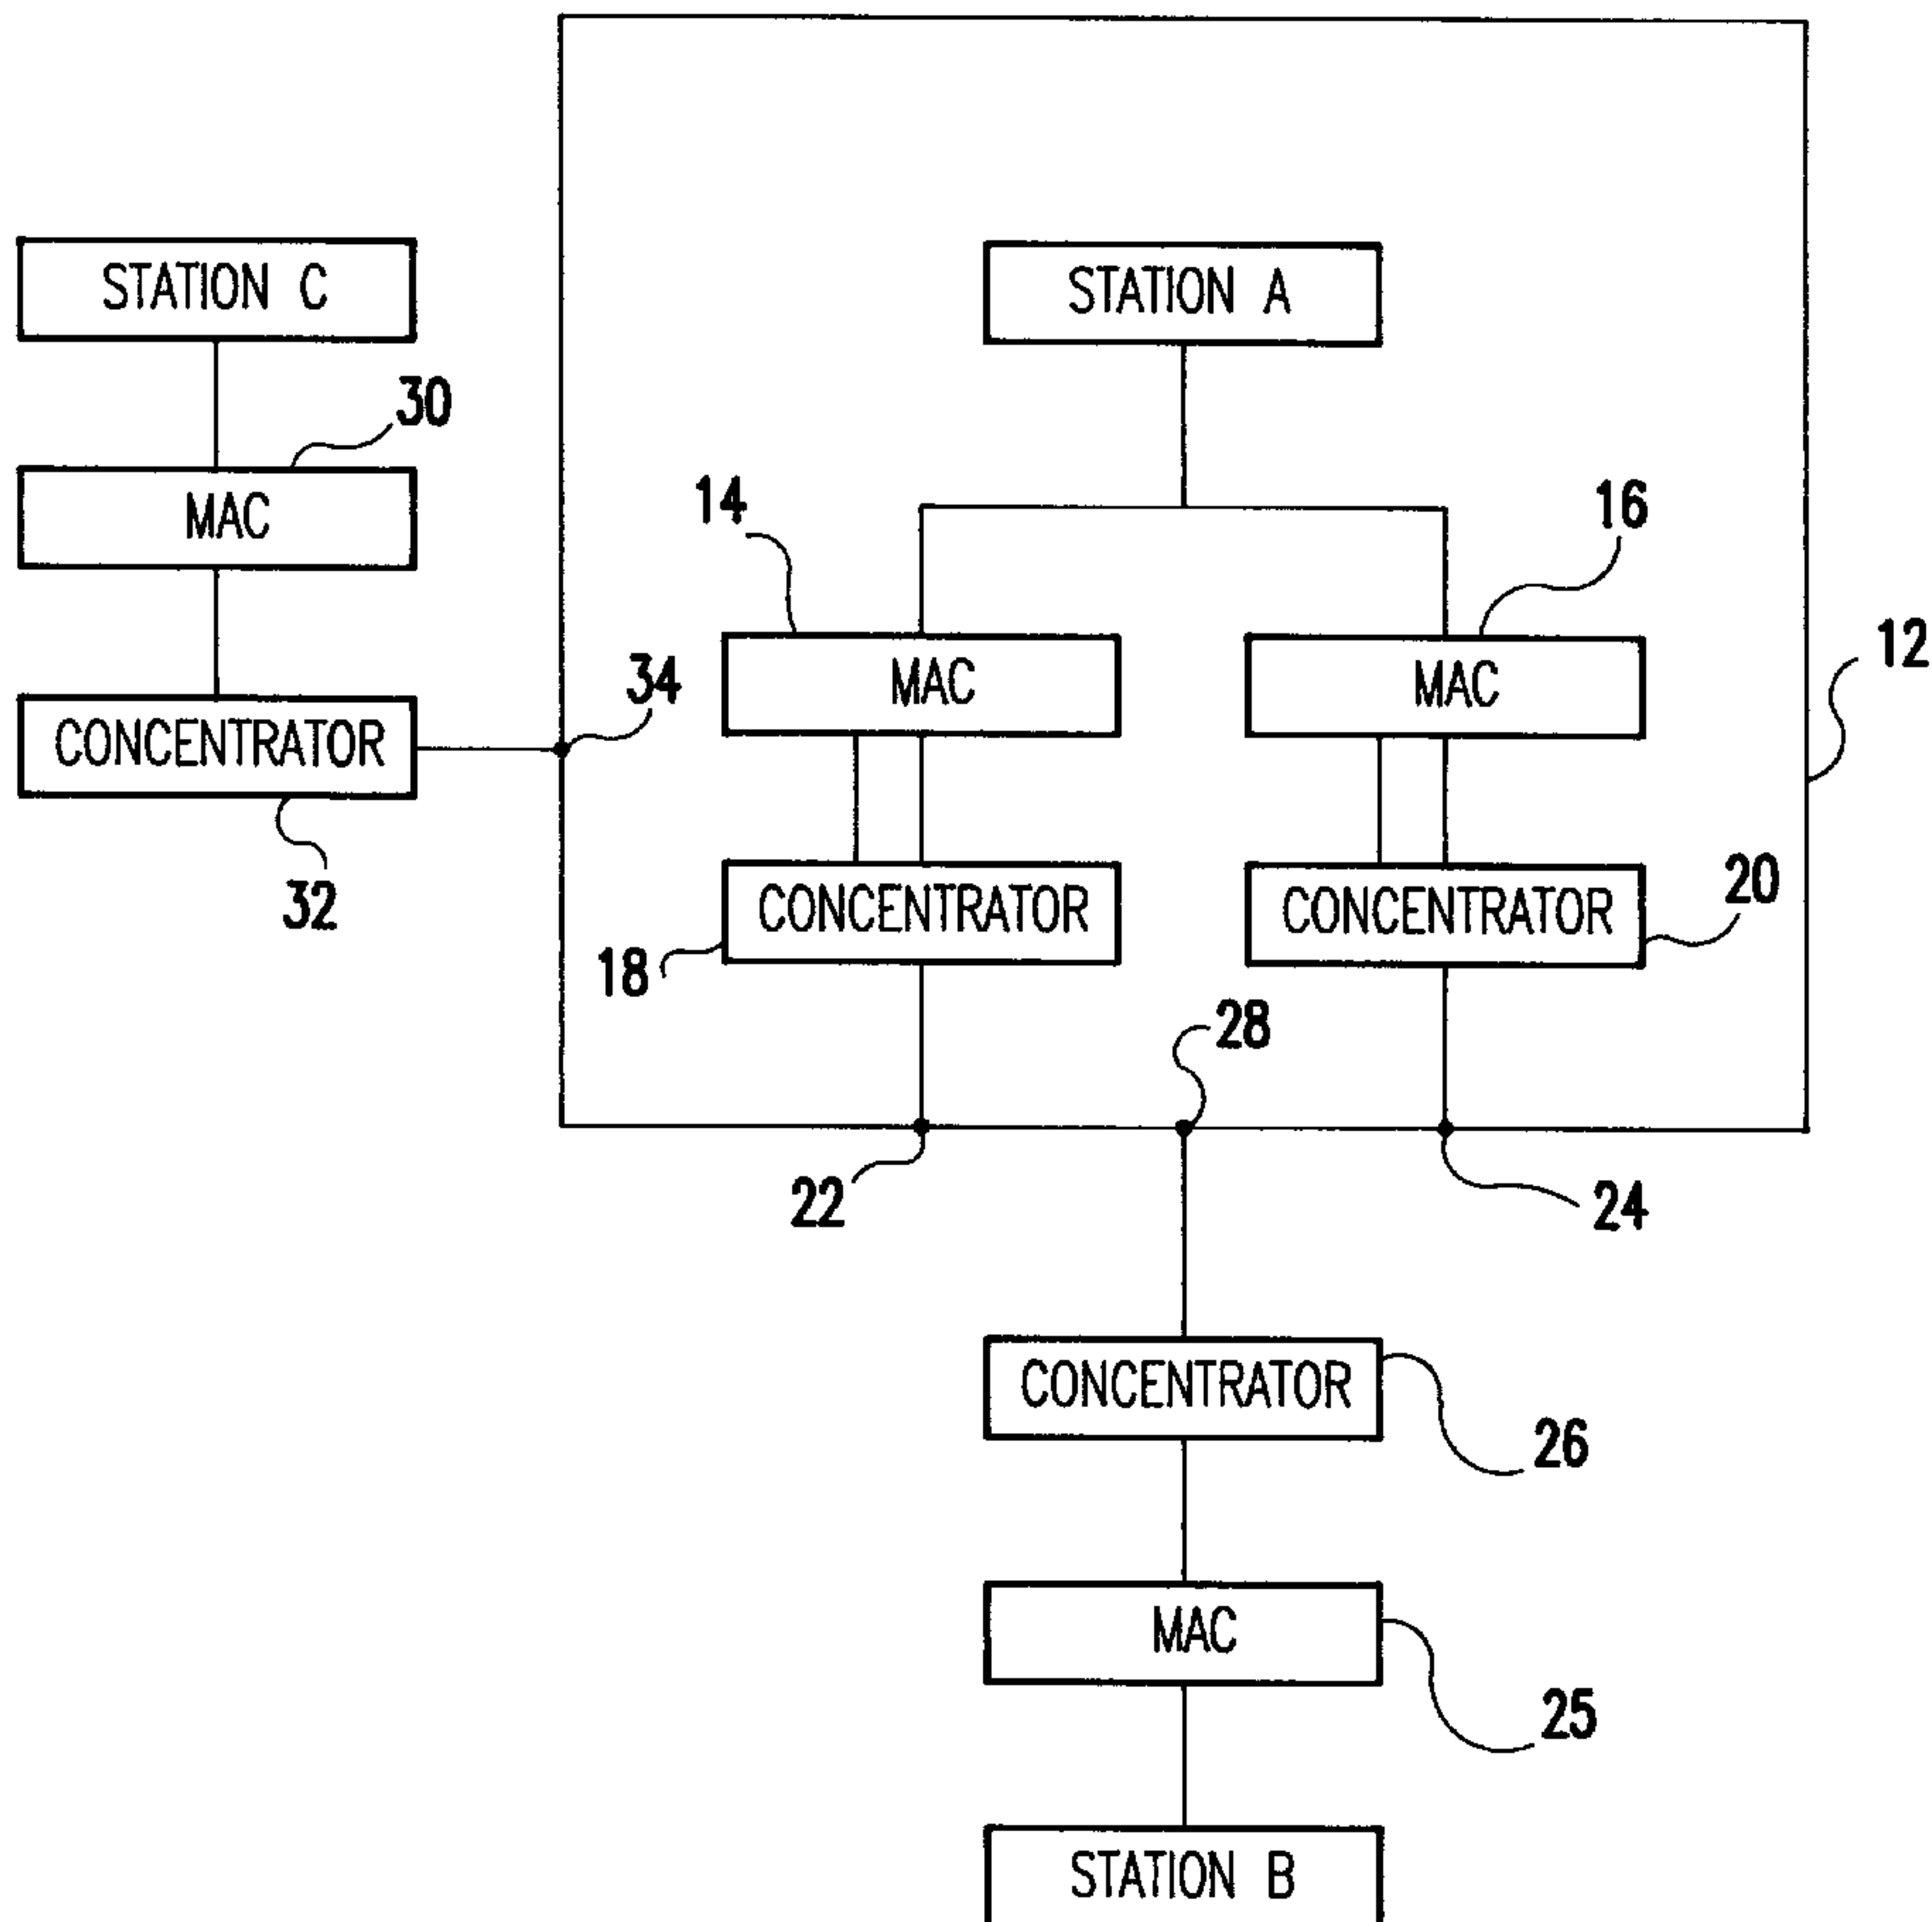 STATION C
STATION A
30
MAC
14
16
12
34
MAC
MAC
CONCENTRATOR
32
20
CONCENTRATOR
CONCENTRATOR
18
28
22
24
CONCENTRATOR
26
MAC
25
STATION B